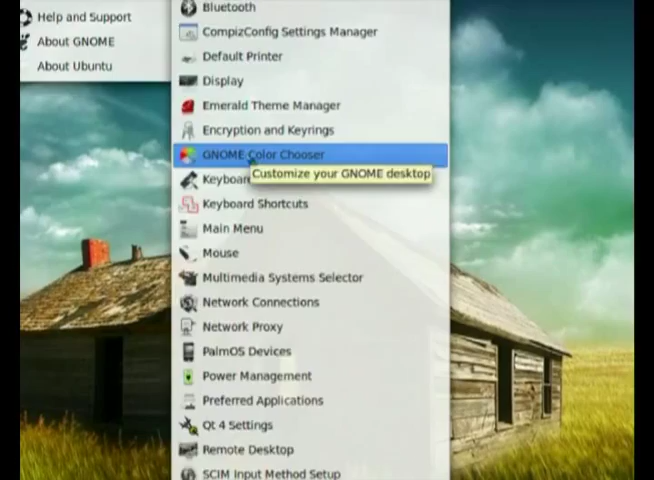 Help and Support
About GNOME
About Ubuntu
Bluetooth
CompizConfig Settings Manager
Default Printer
Display
Emerald Theme Manager
Encryption and Keyrings
GNOME Color Chooser
Customize your GNOME desktop
Keyboard Shortcuts
Main Menu
Mouse
Multimedia Systems Selector
Network Connections
Network Proxy
PalmOS Devices
Power Management
Preferred Applications
Qt 4 Settings
Remote Desktop
SCIM Input Method Setup